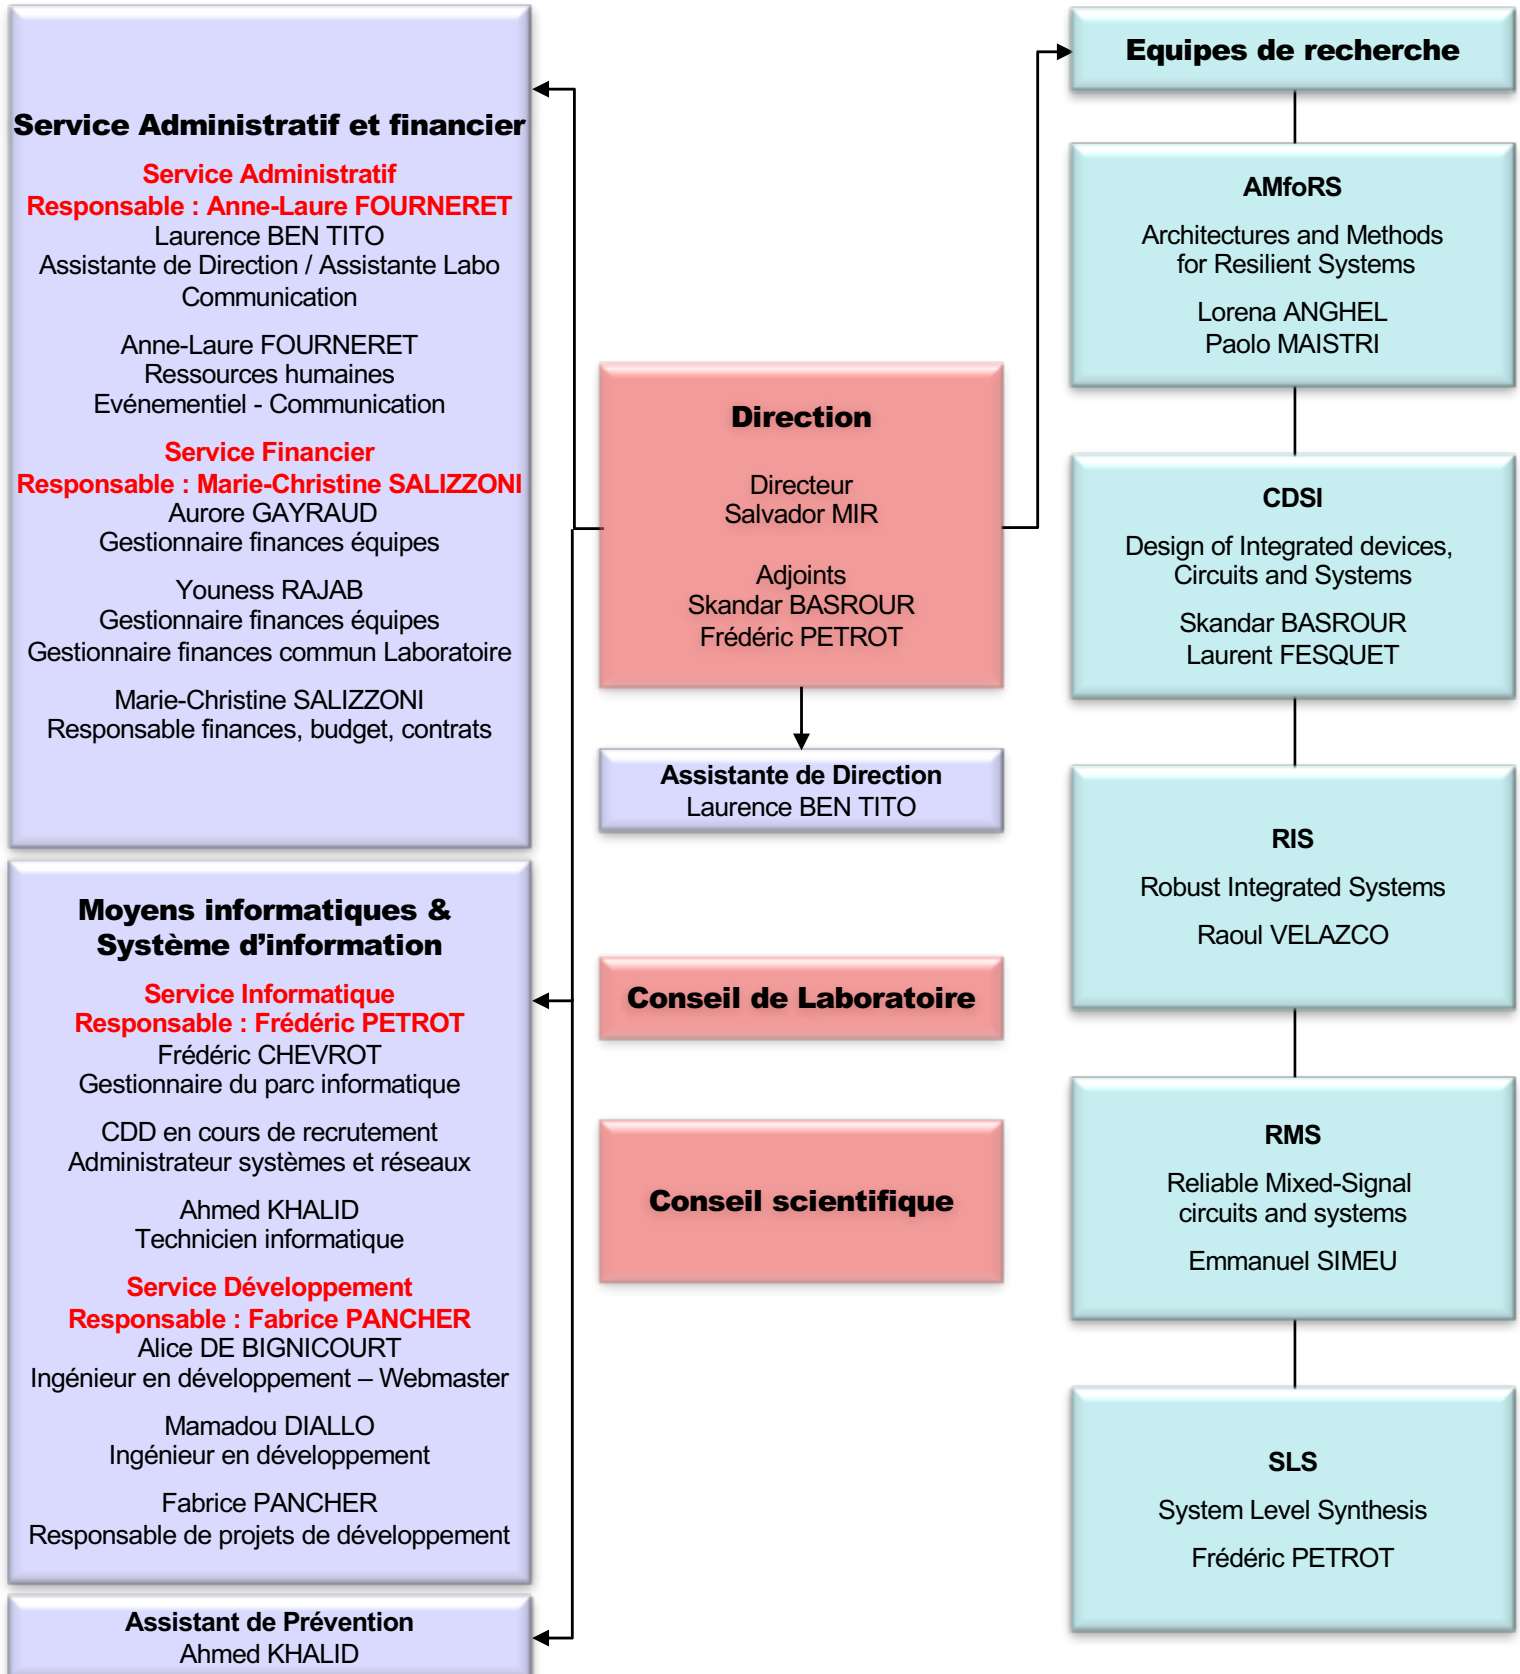 Service Administratif et financier
Service Administratif
Responsable : Anne-Laure FOURNERET
Laurence BEN TITO
Assistante de Direction / Assistante Labo
Communication
Anne-Laure FOURNERET
Ressources humaines
Evénementiel - Communication
Service Financier
Responsable : Marie-Christine SALIZZONI
Aurore GAYRAUD
Gestionnaire finances équipes
Youness RAJAB
Gestionnaire finances équipes
Gestionnaire finances commun Laboratoire
Marie-Christine SALIZZONI
Responsable finances, budget, contrats
Moyens informatiques &
Système d’information
Service Informatique
Responsable : Frédéric PETROT
Frédéric CHEVROT
Gestionnaire du parc informatique
CDD en cours de recrutement
Administrateur systèmes et réseaux
Ahmed KHALID
Technicien informatique
Service Développement
Responsable : Fabrice PANCHER
Alice DE BIGNICOURT
Ingénieur en développement – Webmaster
Mamadou DIALLO
Ingénieur en développement
Fabrice PANCHER
Responsable de projets de développement
Assistant de Prévention
Ahmed KHALID
Direction
Directeur
Salvador MIR
Adjoints
Skandar BASROUR
Frédéric PETROT
Assistante de Direction
Laurence BEN TITO
Conseil de Laboratoire
Conseil scientifique
Equipes de recherche
AMfoRS
Architectures and Methods
for Resilient Systems
Lorena ANGHEL
Paolo MAISTRI
CDSI
Design of Integrated devices,
Circuits and Systems
Skandar BASROUR
Laurent FESQUET
RIS
Robust Integrated Systems
Raoul VELAZCO
RMS
Reliable Mixed-Signal
circuits and systems
Emmanuel SIMEU
SLS
System Level Synthesis
Frédéric PETROT